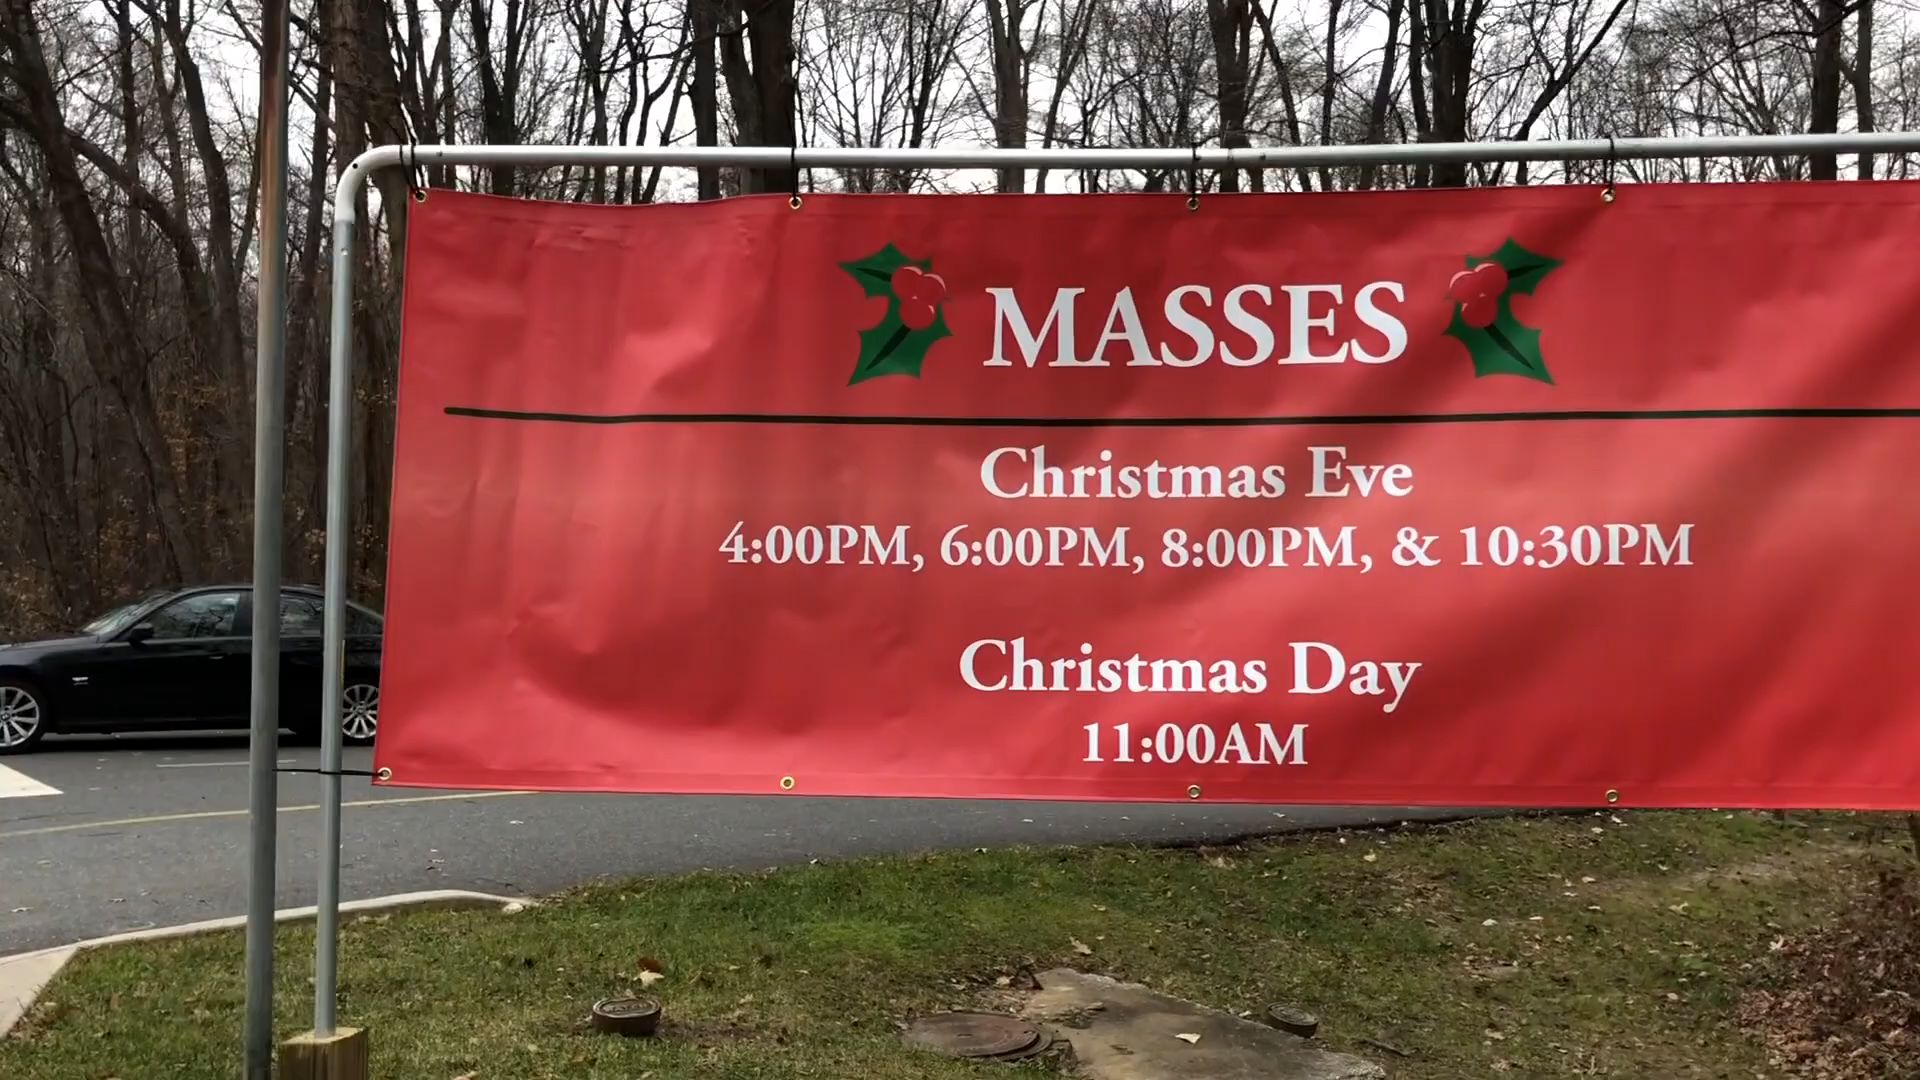 MASSES
Christmas Eve
4:00PM, 6:00PM, 8:00PM, & 10:30PM
Christmas Day
11:00AM